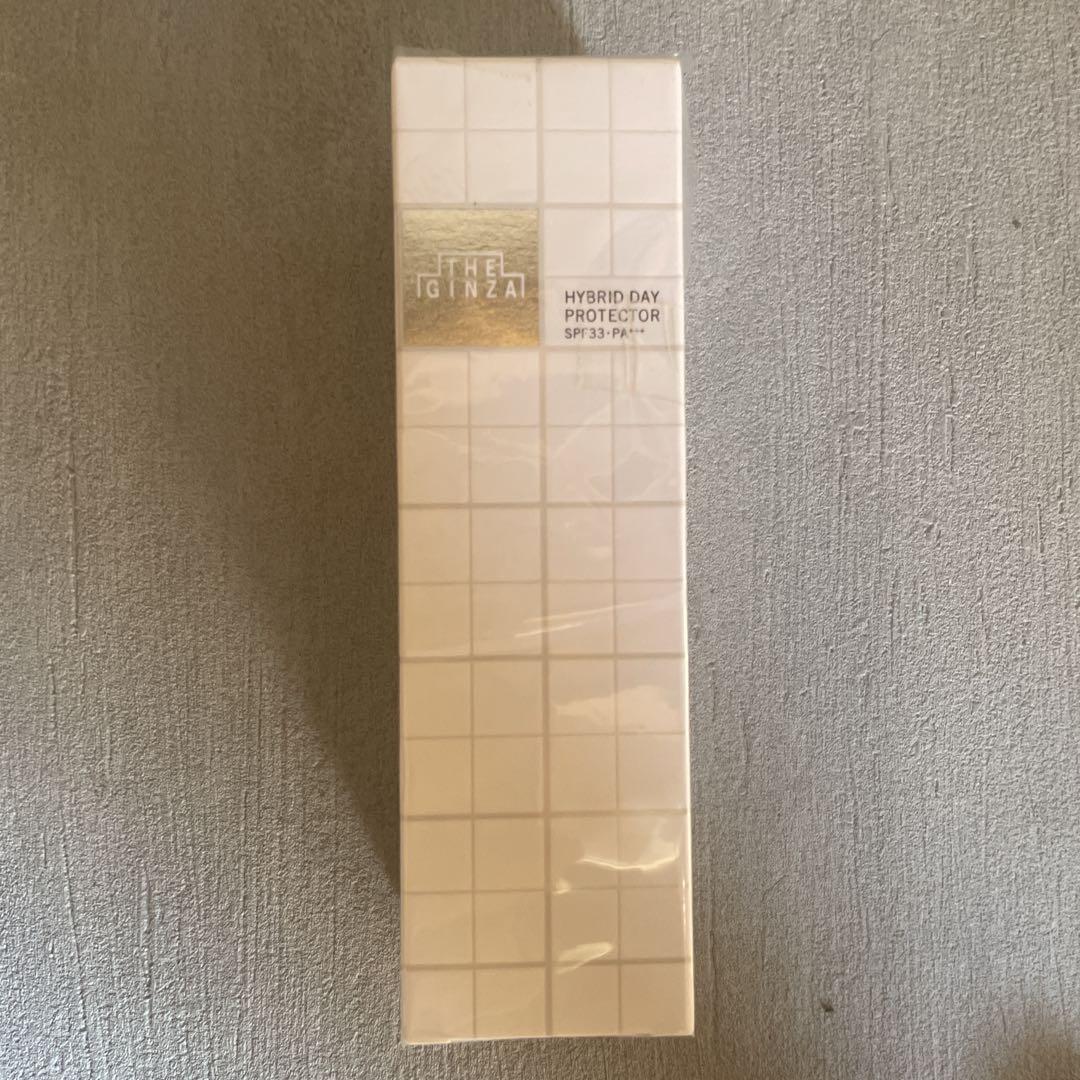 THE
GINZA
HYBRID DAY
PROTECTOR
SPF33・PA+++